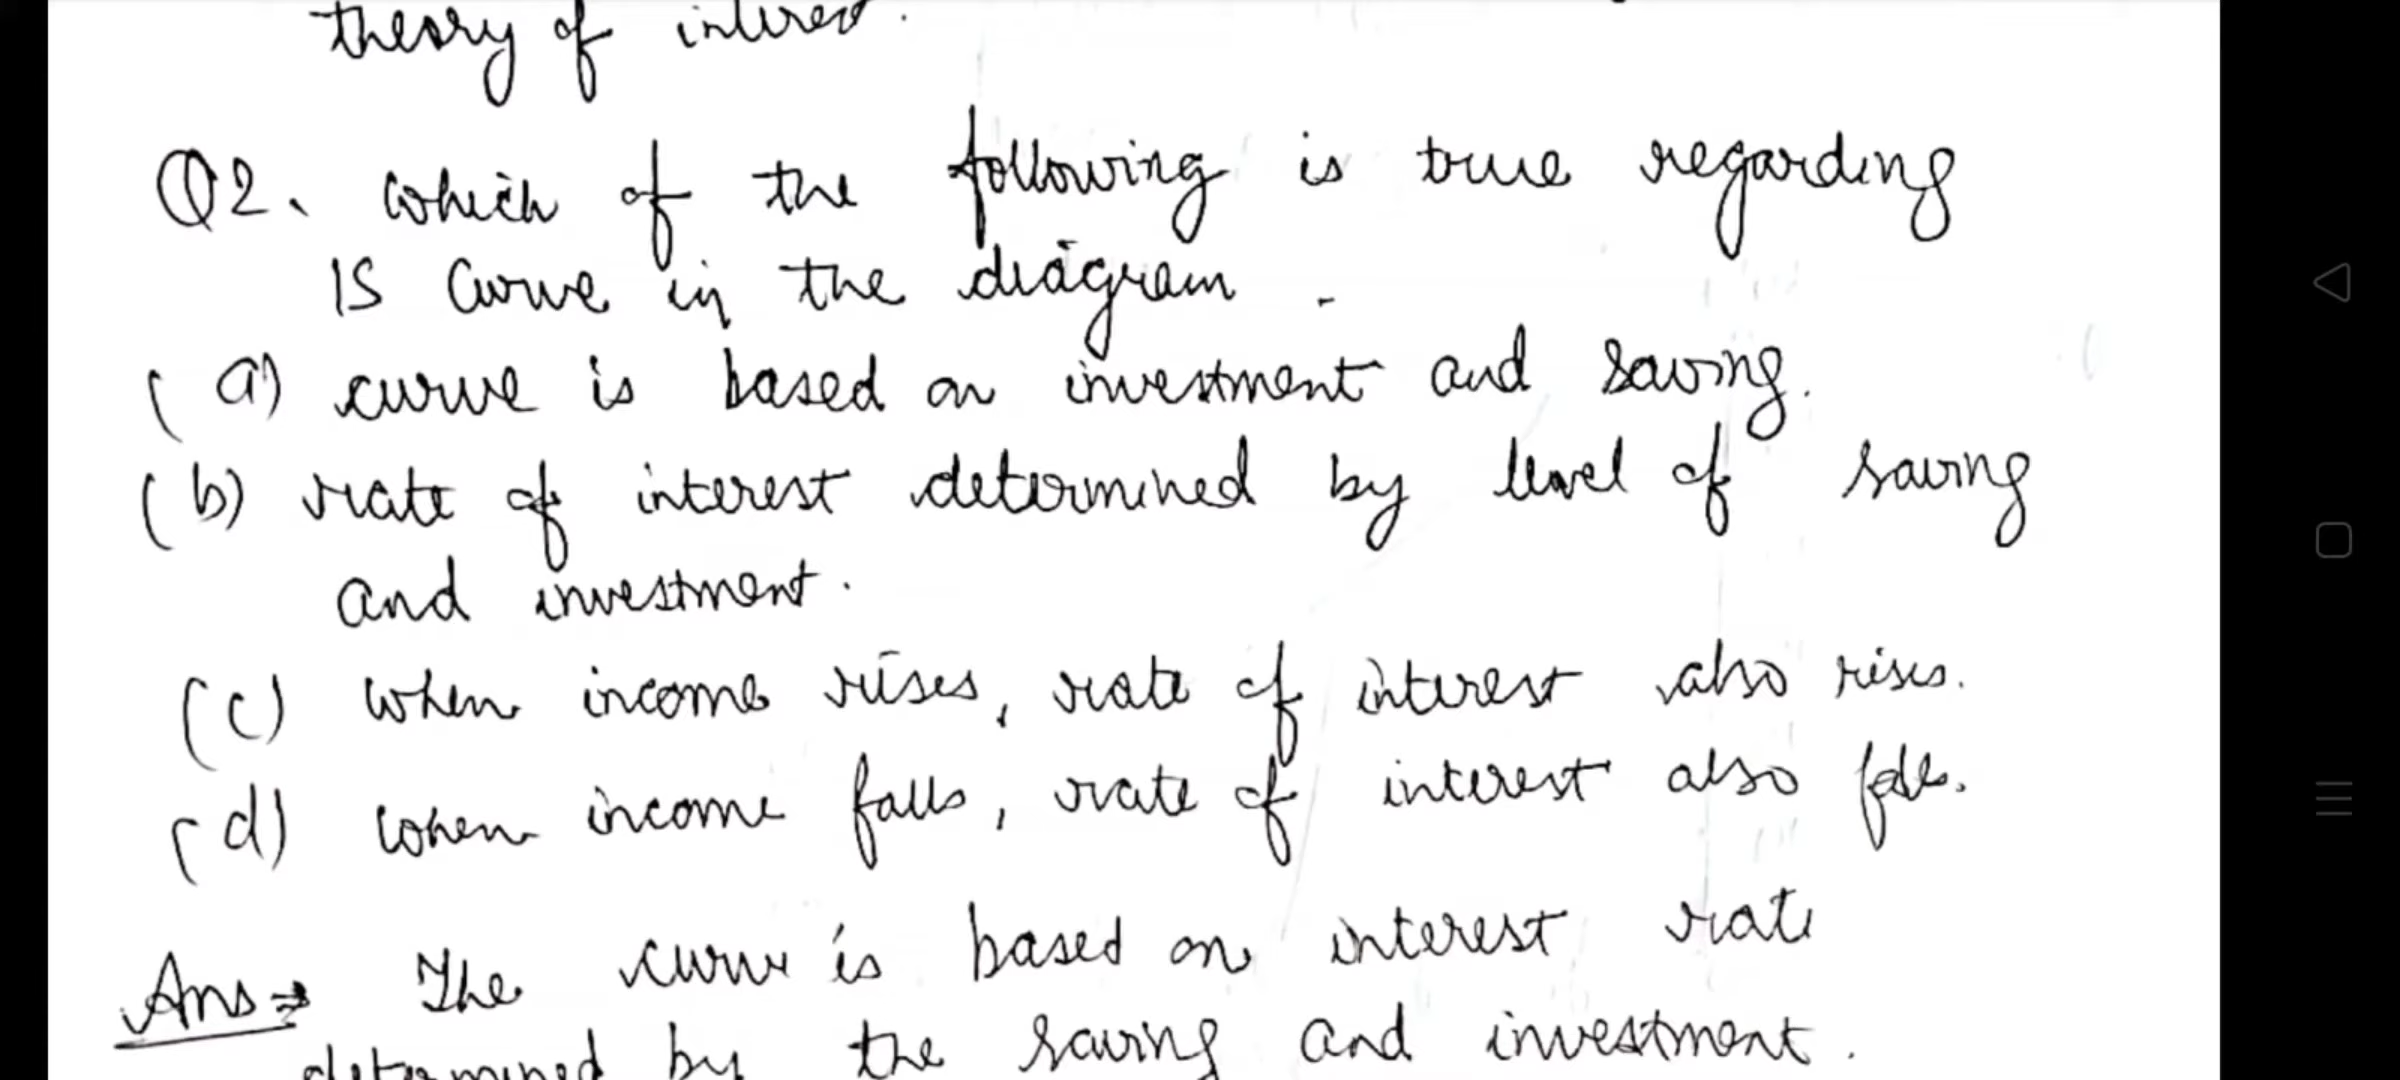 theory of interest.
Q2. Which of the following is true regarding
IS Curve in the diagram.
(a) curve is based on investment and saving.
(b) rate of interest determined by level of saving
and investment.
(c) when income rises, rate of interest also rises.
(d) when income falls, rate of interest also falls.
Ans ⇒ The curve is based on interest rate
determined by the saving and investment.